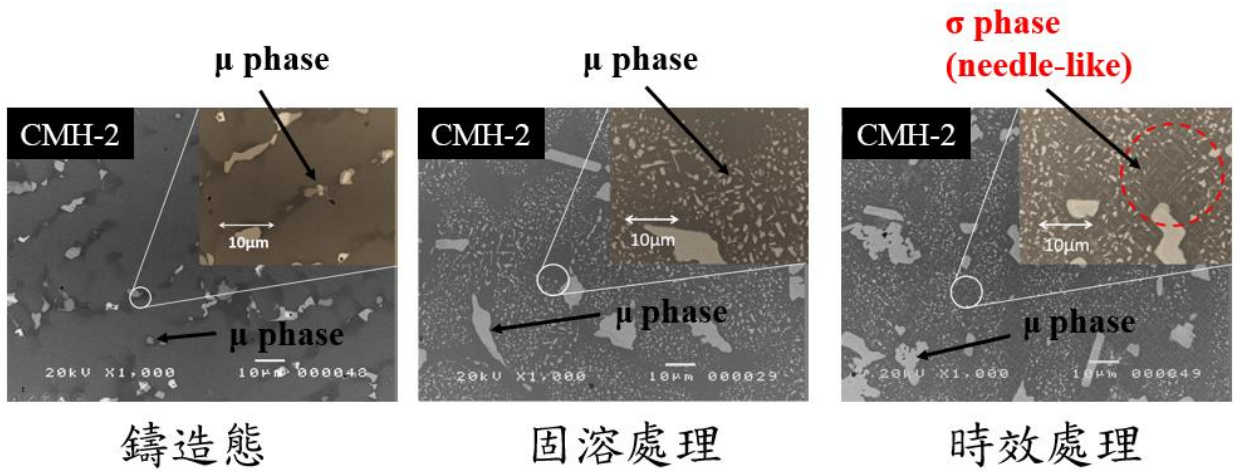 μ phase
μ phase
σ phase
(needle-like)
CMH-2
10μm
μ phase
20kV X1,000 10μm 000048
CMH-2
10μm
μ phase
20kV X1,000 10μm 000029
CMH-2
10μm
μ phase
20kV X1,000 10μm 000049
鑄造態
固溶處理
時效處理